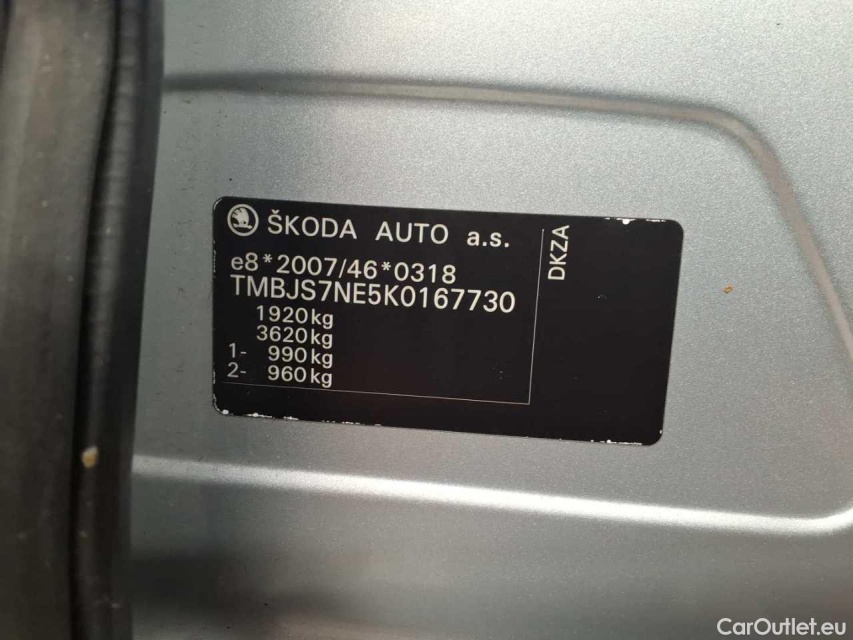 ŠKODA AUTO a.s.
e8*2007/46*0318
TMBJS7NE5K0167730
1920kg
3620kg
1- 990kg
2- 960kg
DKZA
CarOutlet.eu